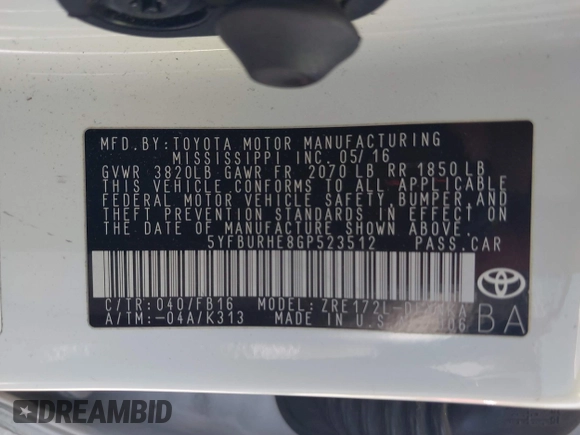 MFD. BY: TOYOTA MOTOR MANUFACTURING
MISSISSIPPI INC. 05/16
GVWR 3820LB GAWR FR. 2070 LB RR 1850 LB
THIS VEHICLE CONFORMS TO ALL APPLICABLE
FEDERAL MOTOR VEHICLE SAFETY, BUMPER AND
THEFT PREVENTION STANDARDS IN EFFECT ON
THE DATE OF MANUFACTURE SHOWN ABOVE.
5YFBURHE8GP523512 PASS. CAR
C/TR: 040/FB16 MODEL: ZRE172L-
A/TM: -04A/K313 MADE IN U.S.
BA
DREAMBID